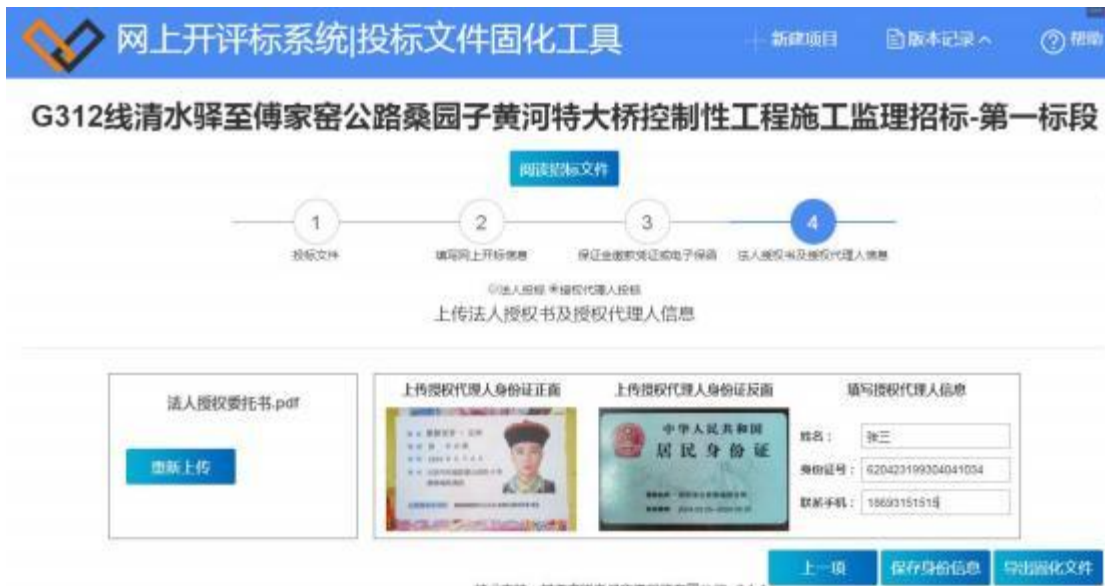 网上开评标系统|投标文件固化工具
新建项目
版本记录
帮助
G312线清水驿至傅家窑公路桑园子黄河特大桥控制性工程施工监理招标-第一标段
阅读招标文件
1
2
3
4
投标文件
填写网上开标信息
保证金缴款凭证或电子保函
法人授权书及授权代理人信息
法人投标 授权代理人投标
上传法人授权书及授权代理人信息
法人授权委托书.pdf
重新上传
上传授权代理人身份证正面
上传授权代理人身份证反面
填写授权代理人信息
中华人民共和国
居民身份证
姓名：
张三
身份证号：
620423199304041034
联系手机：
18693151515
上一项
保存身份信息
导出固化文件